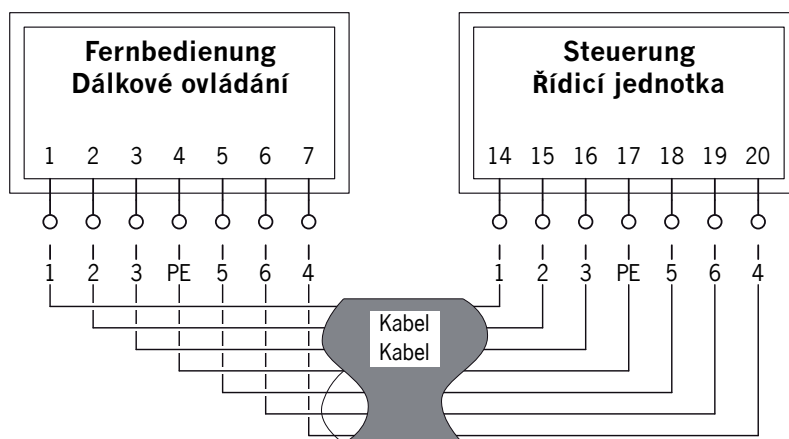 Fernbedienung
Dálkové ovládání
1 2 3 4 5 6 7
1 2 3 PE 5 6 4
Steuerung
Řídicí jednotka
14 15 16 17 18 19 20
1 2 3 PE 5 6 4
Kabel
Kabel